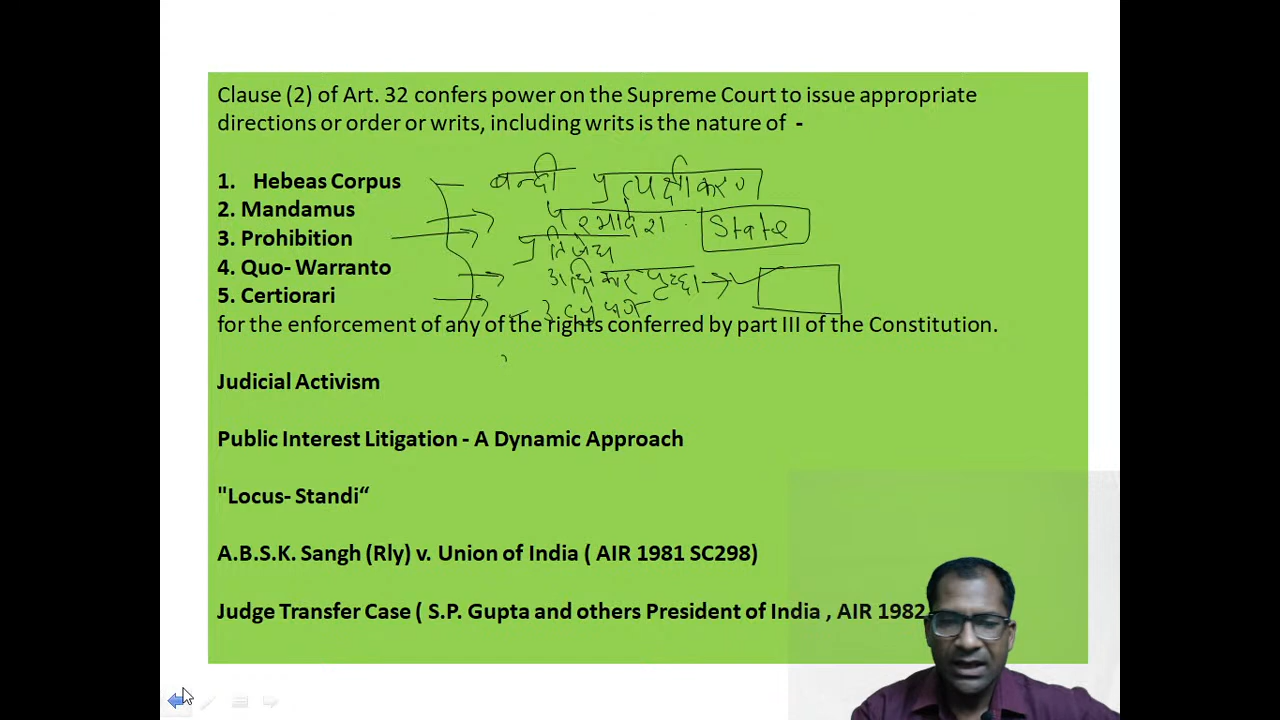 Clause (2) of Art. 32 confers power on the Supreme Court to issue appropriate
directions or order or writs, including writs is the nature of -
1. Hebeas Corpus बन्दी प्रत्यक्षीकरण
2. Mandamus परमादेश State
3. Prohibition प्रतिषेध
4. Quo- Warranto अधिकार पृच्छा
5. Certiorari उत्प्रेषण
for the enforcement of any of the rights conferred by part III of the Constitution.
Judicial Activism
Public Interest Litigation - A Dynamic Approach
"Locus- Standi“
A.B.S.K. Sangh (Rly) v. Union of India ( AIR 1981 SC298)
Judge Transfer Case ( S.P. Gupta and others President of India , AIR 1982